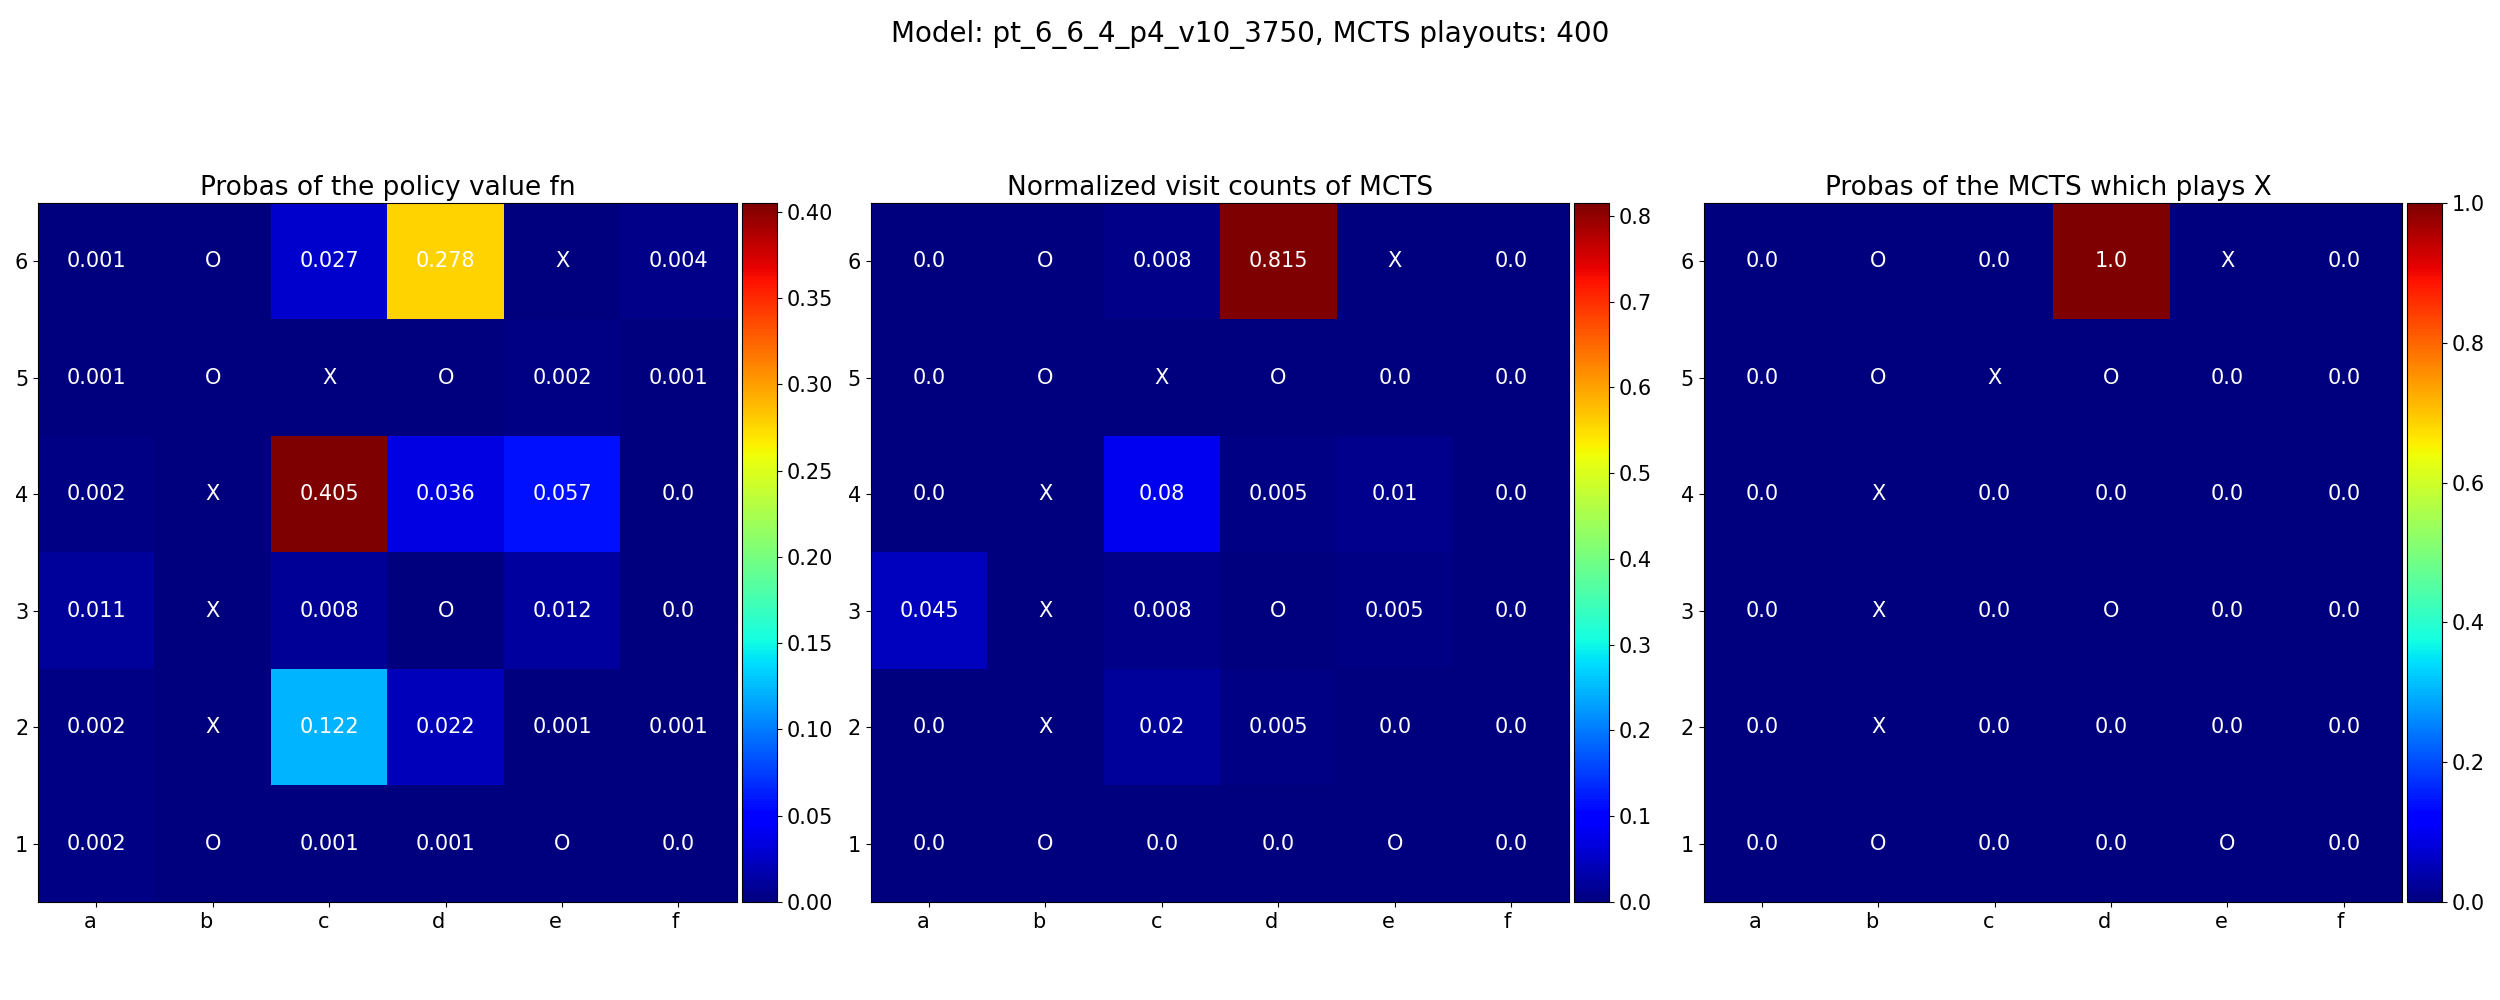 Model: pt_6_6_4_p4_v10_3750, MCTS playouts: 400
Probas of the policy value fn
6 0.001 O 0.027 0.278 X 0.004
5 0.001 O X O 0.002 0.001
4 0.002 X 0.405 0.036 0.057 0.0
3 0.011 X 0.008 O 0.012 0.0
2 0.002 X 0.122 0.022 0.001 0.001
1 0.002 O 0.001 0.001 O 0.0
a b c d e f
0.40
0.35
0.30
0.25
0.20
0.15
0.10
0.05
0.00
Normalized visit counts of MCTS
6 0.0 O 0.008 0.815 X 0.0
5 0.0 O X O 0.0 0.0
4 0.0 X 0.08 0.005 0.01 0.0
3 0.045 X 0.008 O 0.005 0.0
2 0.0 X 0.02 0.005 0.0 0.0
1 0.0 O 0.0 0.0 O 0.0
a b c d e f
0.8
0.7
0.6
0.5
0.4
0.3
0.2
0.1
0.0
Probas of the MCTS which plays X
6 0.0 O 0.0 1.0 X 0.0
5 0.0 O X O 0.0 0.0
4 0.0 X 0.0 0.0 0.0 0.0
3 0.0 X 0.0 O 0.0 0.0
2 0.0 X 0.0 0.0 0.0 0.0
1 0.0 O 0.0 0.0 O 0.0
a b c d e f
1.0
0.8
0.6
0.4
0.2
0.0